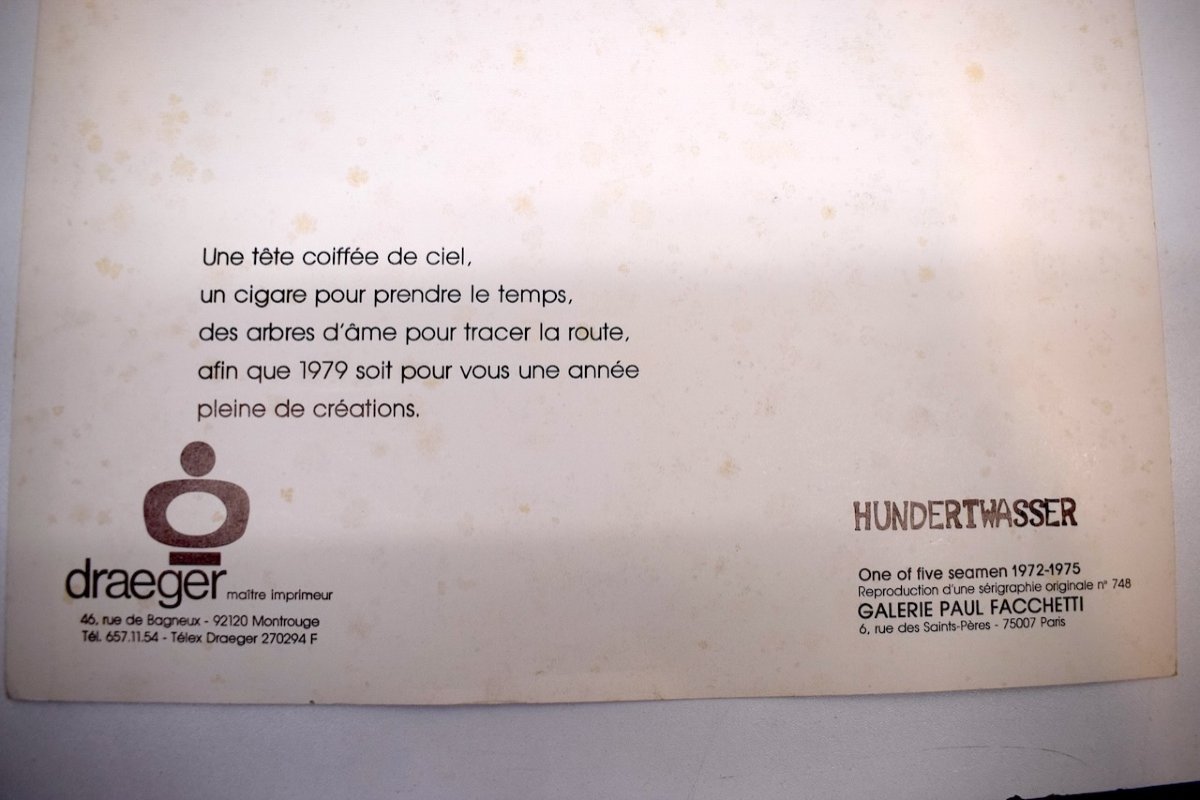 Une tête coiffée de ciel,
un cigare pour prendre le temps,
des arbres d'âme pour tracer la route,
afin que 1979 soit pour vous une année
pleine de créations.
draeger maître imprimeur
46, rue de Bagneux - 92120 Montrouge
Tél. 657.11.54 - Télex Draeger 270294 F
HUNDERTWASSER
One of five seamen 1972-1975
Reproduction d'une sérigraphie originale n° 748
GALERIE PAUL FACCHETTI
6, rue des Saints-Pères - 75007 Paris